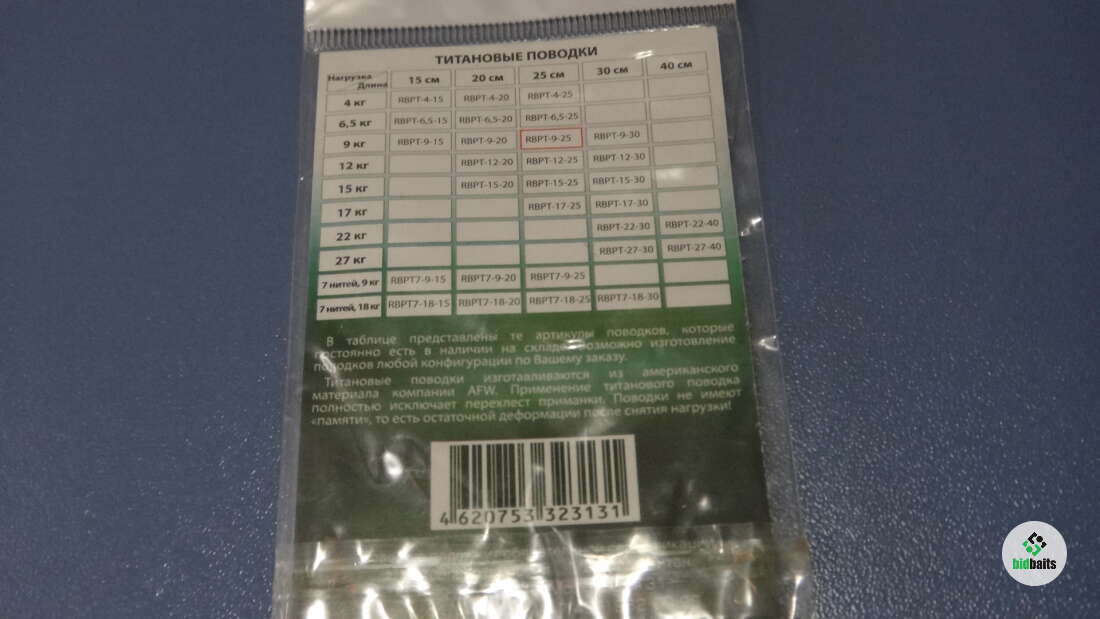 ТИТАНОВЫЕ ПОВОДКИ
Нагрузка Длина 15 см 20 см 25 см 30 см 40 см
4 кг RBPT-4-15 RBPT-4-20 RBPT-4-25
6,5 кг RBPT-6,5-15 RBPT-6,5-20 RBPT-6,5-25
9 кг RBPT-9-15 RBPT-9-20 RBPT-9-25 RBPT-9-30
12 кг RBPT-12-20 RBPT-12-25 RBPT-12-30
15 кг RBPT-15-20 RBPT-15-25 RBPT-15-30
17 кг RBPT-17-25 RBPT-17-30
22 кг RBPT-22-30 RBPT-22-40
27 кг RBPT-27-30 RBPT-27-40
7 нитей, 9 кг RBPT7-9-15 RBPT7-9-20 RBPT7-9-25
7 нитей, 18 кг RBPT7-18-15 RBPT7-18-20 RBPT7-18-25 RBPT7-18-30
В таблице представлены те артикулы поводков, которые
постоянно есть в наличии на складе. Возможно изготовление
поводков любой конфигурации по Вашему заказу.
Титановые поводки изготавливаются из американского
материала компании AFW. Применение титанового поводка
полностью исключает перехлест приманки. Поводки не имеют
«памяти», то есть остаточной деформации после снятия нагрузки!
4 620753 323131
bidbaits